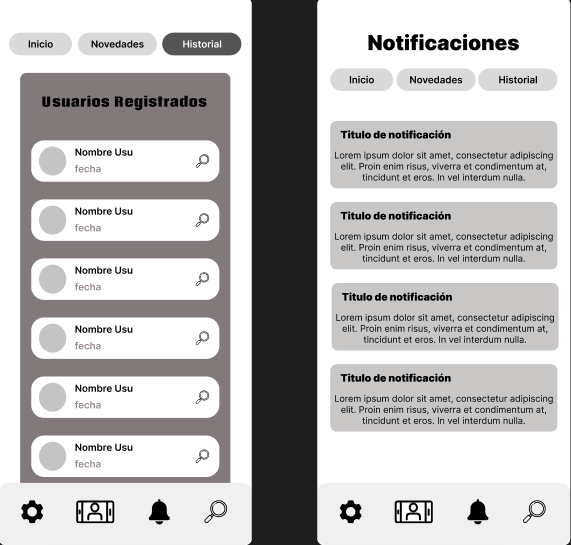 Inicio Novedades Historial
Usuarios Registrados
Nombre Usu
fecha
Nombre Usu
fecha
Nombre Usu
fecha
Nombre Usu
fecha
Nombre Usu
fecha
Nombre Usu
fecha
Notificaciones
Inicio Novedades Historial
Titulo de notificación
Lorem ipsum dolor sit amet, consectetur adipiscing
elit. Proin enim risus, viverra et condimentum at,
tincidunt et eros. In vel interdum nulla.
Titulo de notificación
Lorem ipsum dolor sit amet, consectetur adipiscing
elit. Proin enim risus, viverra et condimentum at,
tincidunt et eros. In vel interdum nulla.
Titulo de notificación
Lorem ipsum dolor sit amet, consectetur adipiscing
elit. Proin enim risus, viverra et condimentum at,
tincidunt et eros. In vel interdum nulla.
Titulo de notificación
Lorem ipsum dolor sit amet, consectetur adipiscing
elit. Proin enim risus, viverra et condimentum at,
tincidunt et eros. In vel interdum nulla.